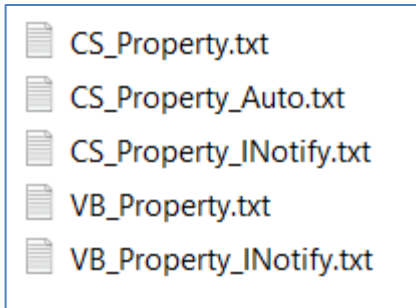 CS_Property.txt
CS_Property_Auto.txt
CS_Property_INotify.txt
VB_Property.txt
VB_Property_INotify.txt